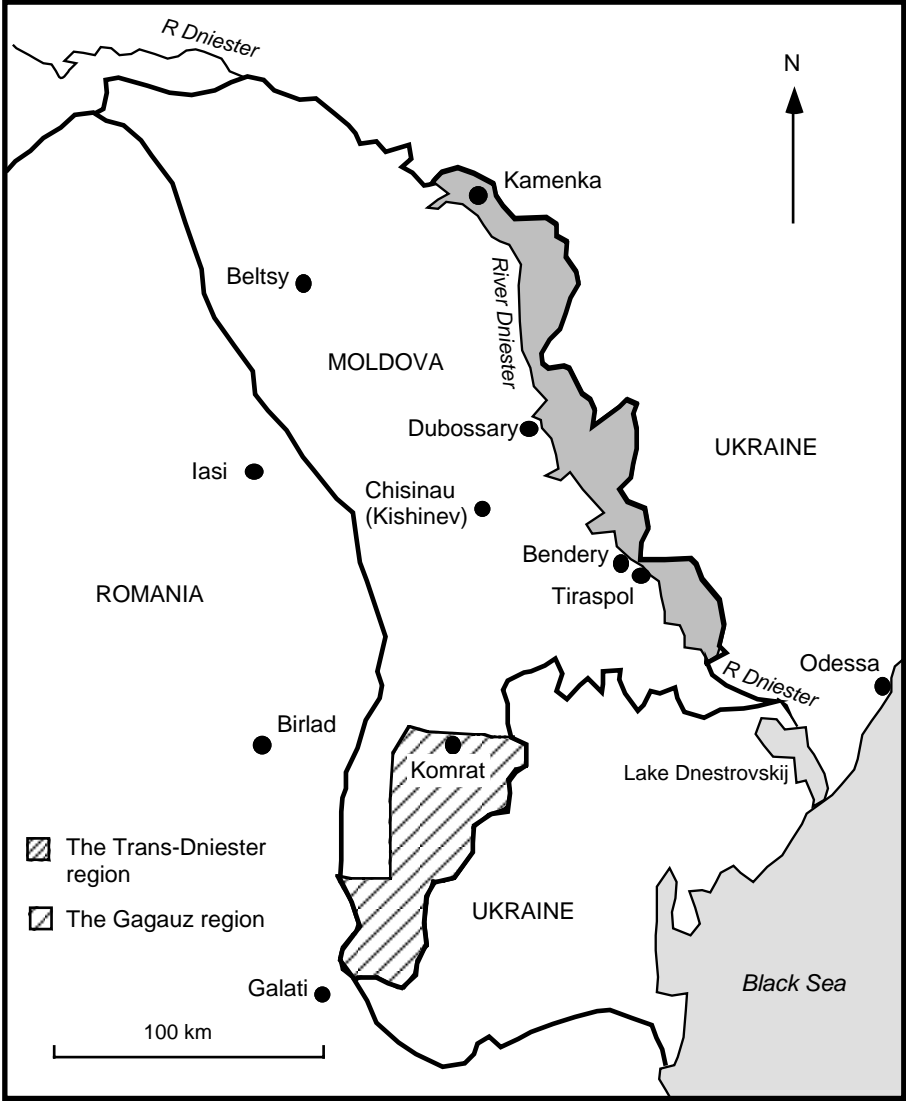 R Dniester
N
Kamenka
Beltsy
River Dniester
MOLDOVA
Dubossary
UKRAINE
Iasi
Chisinau
(Kishinev)
Bendery
ROMANIA
Tiraspol
Odessa
R Dniester
Birlad
Komrat
Lake Dnestrovskij
The Trans-Dniester
region
The Gagauz region
UKRAINE
Black Sea
Galati
100 km